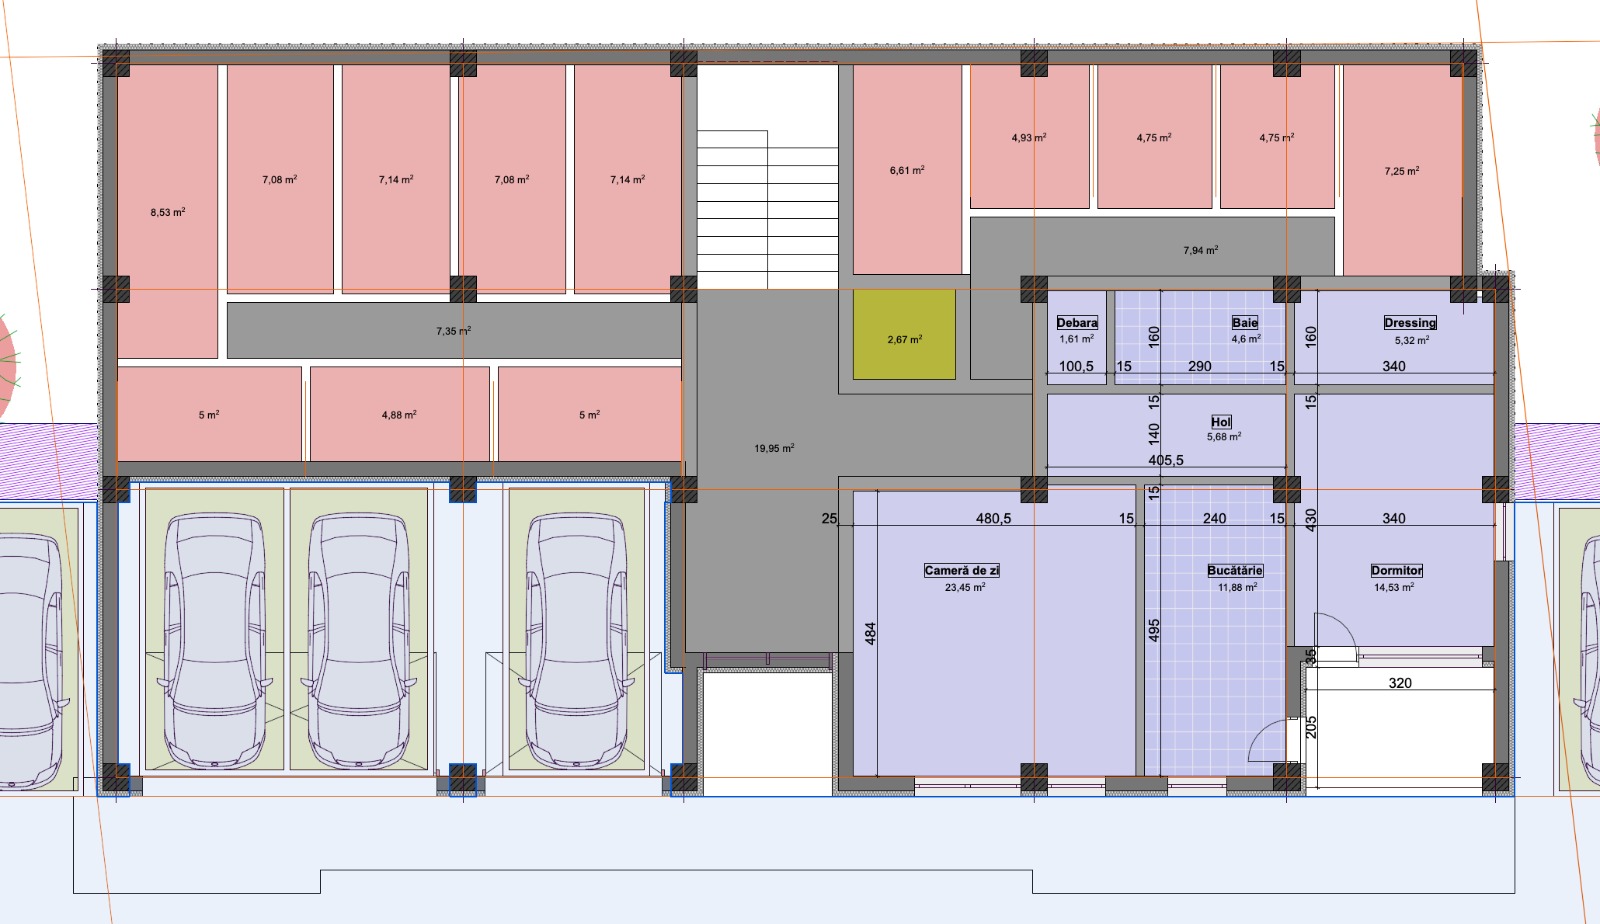 4,93 m²
4,75 m²
4,75 m²
6,61 m²
7,25 m²
7,08 m²
7,14 m²
7,08 m²
7,14 m²
8,53 m²
7,94 m²
7,35 m²
2,67 m²
Debara
1,61 m²
Baie
4,6 m²
Dressing
5,32 m²
160
160
100,5
15
290
15
340
5 m²
4,88 m²
5 m²
15
15
Hol
5,68 m²
140
19,95 m²
405,5
15
25
480,5
15
240
15
430
340
Cameră de zi
23,45 m²
Bucătărie
11,88 m²
Dormitor
14,53 m²
484
495
35
320
205